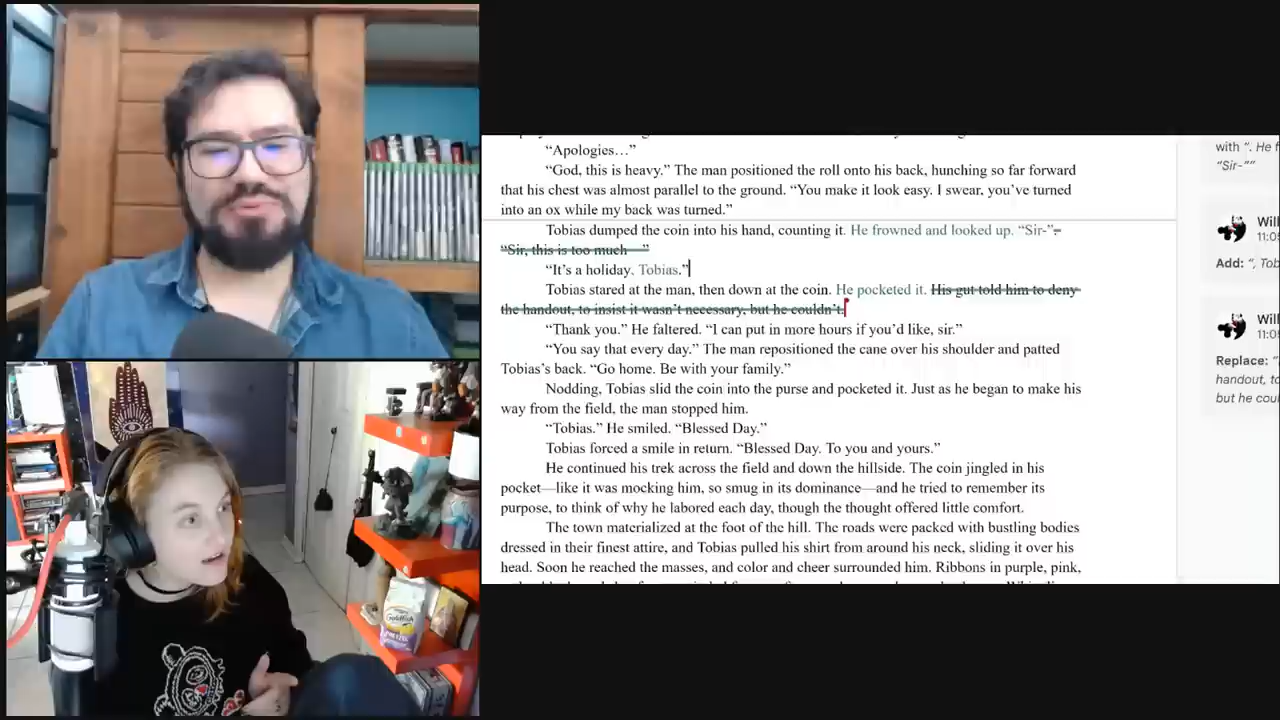 “Apologies…”
“God, this is heavy.” The man positioned the roll onto his back, hunching so far forward
that his chest was almost parallel to the ground. “You make it look easy. I swear, you’ve turned
into an ox while my back was turned.”
Tobias dumped the coin into his hand, counting it. He frowned and looked up. “Sir-”
“Sir, this is too much—”
“It’s a holiday, Tobias.”
Tobias stared at the man, then down at the coin. He pocketed it. His gut told him to deny
the handout, to insist it wasn’t necessary, but he couldn’t.
“Thank you.” He faltered. “I can put in more hours if you’d like, sir.”
“You say that every day.” The man repositioned the cane over his shoulder and patted
Tobias’s back. “Go home. Be with your family.”
Nodding, Tobias slid the coin into the purse and pocketed it. Just as he began to make his
way from the field, the man stopped him.
“Tobias.” He smiled. “Blessed Day.”
Tobias forced a smile in return. “Blessed Day. To you and yours.”
He continued his trek across the field and down the hillside. The coin jingled in his
pocket—like it was mocking him, so smug in its dominance—and he tried to remember its
purpose, to think of why he labored each day, though the thought offered little comfort.
The town materialized at the foot of the hill. The roads were packed with bustling bodies
dressed in their finest attire, and Tobias pulled his shirt from around his neck, sliding it over his
head. Soon he reached the masses, and color and cheer surrounded him. Ribbons in purple, pink,
with “. He f
“Sir-””
Will
11:05
Add: “, Tob
Will
11:05
Replace: “
handout, to
but he coul
Goldfish